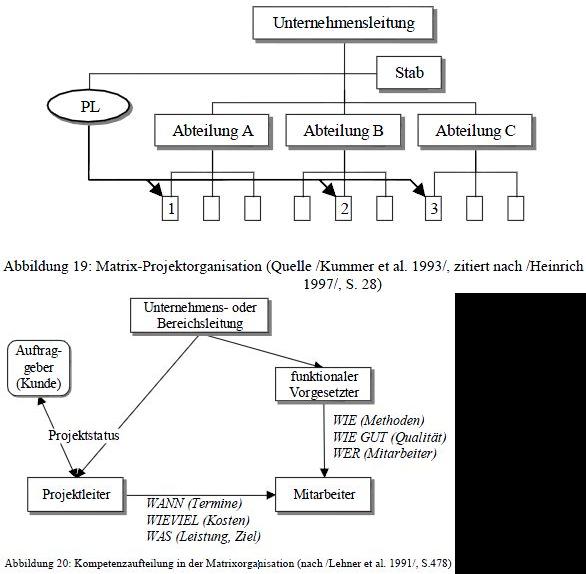 Unternehmensleitung
Stab
PL
Abteilung A
Abteilung B
Abteilung C
1
2
3
Abbildung 19: Matrix-Projektorganisation (Quelle /Kummer et al. 1993/, zitiert nach /Heinrich
1997/, S. 28)
Unternehmens- oder
Bereichsleitung
Auftrag-
geber
(Kunde)
funktionaler
Vorgesetzter
Projektstatus
WIE (Methoden)
WIE GUT (Qualität)
WER (Mitarbeiter)
Projektleiter
WANN (Termine)
WIEVIEL (Kosten)
WAS (Leistung, Ziel)
Mitarbeiter
Abbildung 20: Kompetenzaufteilung in der Matrixorganisation (nach /Lehner et al. 1991/, S.478)